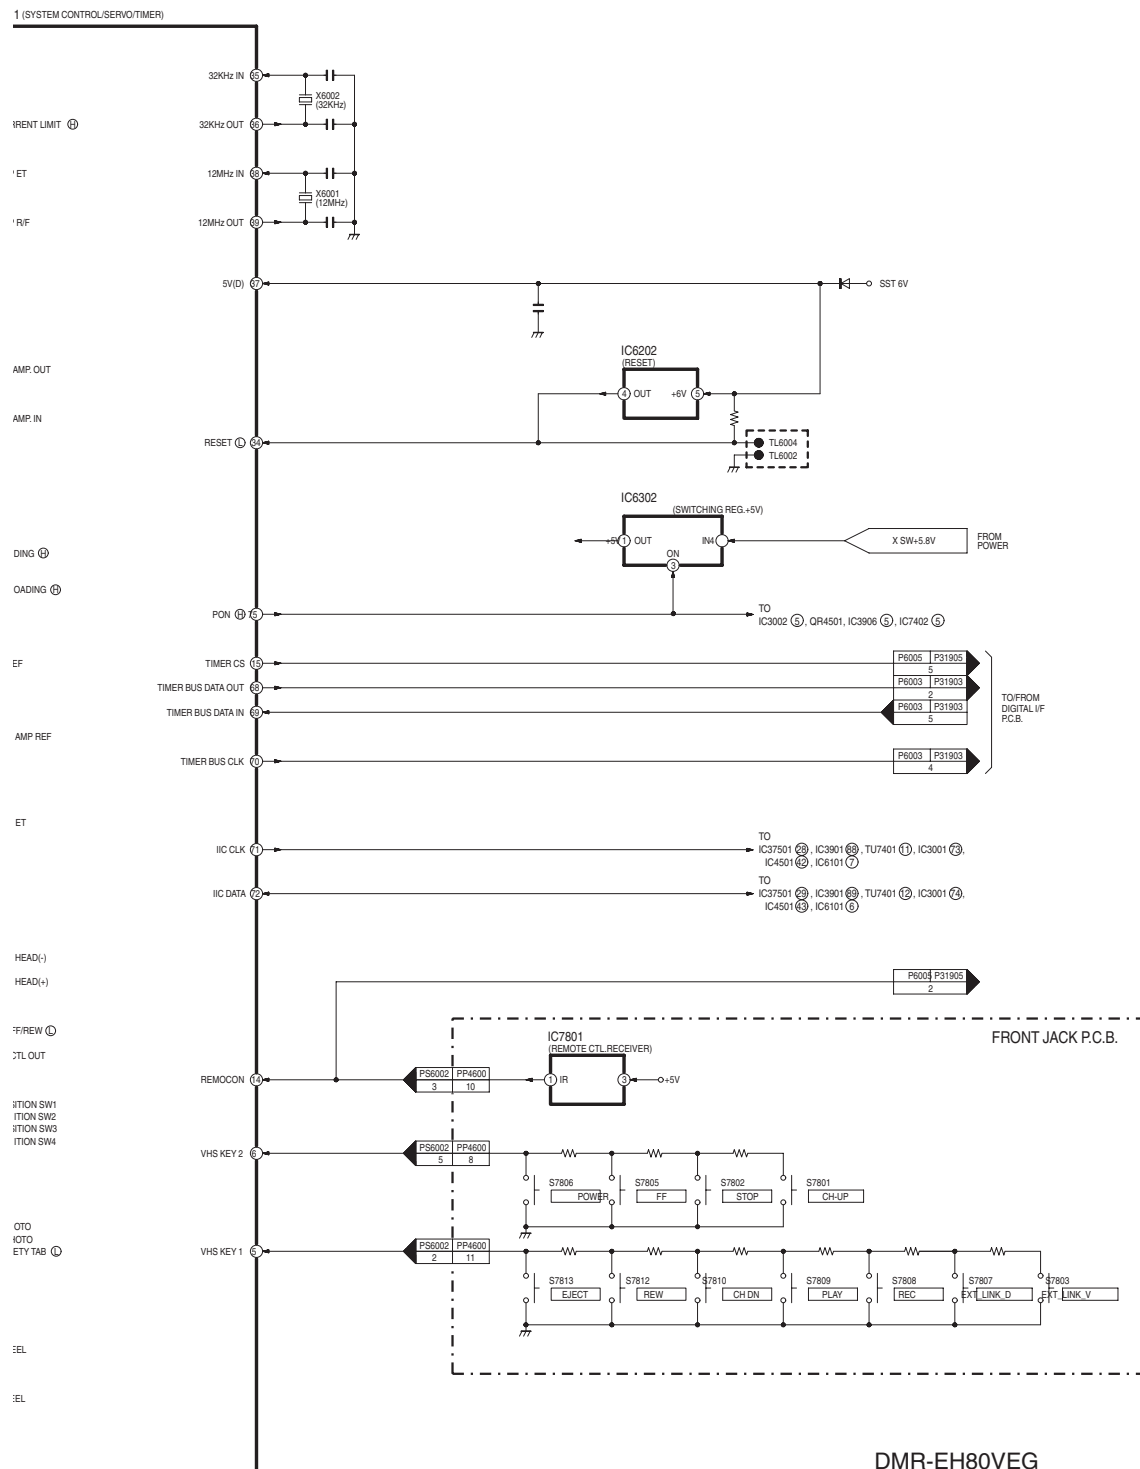 1 (SYSTEM CONTROL/SERVO/TIMER)
32KHz IN 35
X6002
(32KHz)
RRENT LIMIT Ⓗ
32KHz OUT 36
ET
12MHz IN 38
X6001
(12MHz)
R/F
12MHz OUT 39
5V(D) 37
SST 6V
IC6202
(RESET)
AMP. OUT
4 OUT +6V 5
AMP. IN
RESET Ⓛ 34
TL6004
TL6002
IC6302
(SWITCHING REG.+5V)
+5V 1 OUT IN4
X SW+5.8V
FROM
POWER
DING Ⓗ
ON
3
OADING Ⓗ
PON Ⓗ 75
TO
IC3002 ⑤, QR4501, IC3906 ⑤, IC7402 ⑤
EF
TIMER CS 15
P6005 P31905
5
TIMER BUS DATA OUT 68
P6003 P31903
2
TIMER BUS DATA IN 69
P6003 P31903
5
TO/FROM
DIGITAL I/F
P.C.B.
AMP REF
TIMER BUS CLK 70
P6003 P31903
4
ET
IIC CLK 71
TO
IC37501 ㉘, IC3901 88, TU7401 ⑪, IC3001 73,
IC4501 ㊷, IC6101 ⑦
IIC DATA 72
TO
IC37501 ㉙, IC3901 89, TU7401 ⑫, IC3001 74,
IC4501 ㊸, IC6101 ⑥
HEAD(-)
HEAD(+)
P6005 P31905
2
FF/REW Ⓛ
CTL OUT
FRONT JACK P.C.B.
IC7801
(REMOTE CTL.RECEIVER)
REMOCON 14
PS6002 PP4600
3 10
1 IR 3 +5V
SITION SW1
ITION SW2
SITION SW3
ITION SW4
VHS KEY 2 6
PS6002 PP4600
5 8
S7806 POWER
S7805 FF
S7802 STOP
S7801 CH-UP
OTO
HOTO
ETY TAB Ⓛ
VHS KEY 1 5
PS6002 PP4600
2 11
S7813 EJECT
S7812 REW
S7810 CH DN
S7809 PLAY
S7808 REC
S7807 EXT_LINK_D
S7803 EXT_LINK_V
EEL
EEL
DMR-EH80VEG